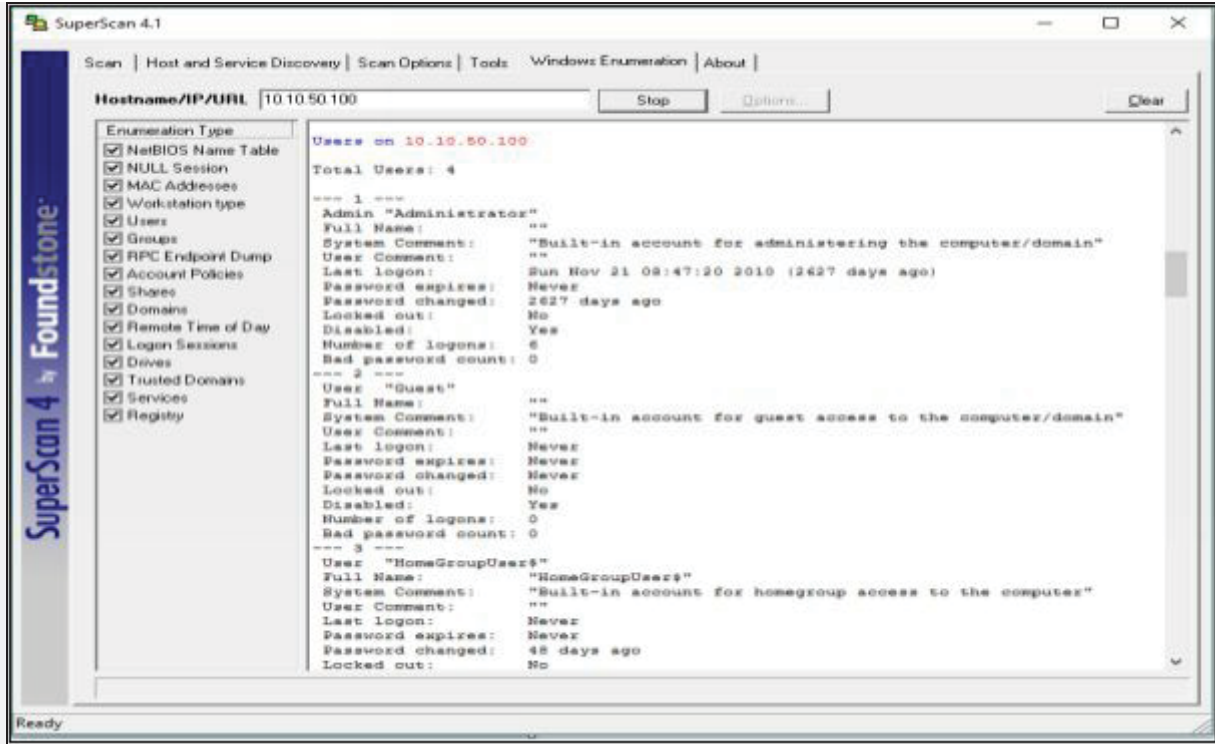 SuperScan 4.1
Scan | Host and Service Discovery | Scan Options | Tools Windows Enumeration | About |
Hostname/IP/URL 10.10.50.100 Stop Options... Clear
SuperScan 4 by Foundstone
Enumeration Type
NetBIOS Name Table
NULL Session
MAC Addresses
Workstation type
Users
Groups
RPC Endpoint Dump
Account Policies
Shares
Domains
Remote Time of Day
Logon Sessions
Drives
Trusted Domains
Services
Registry
Users on 10.10.50.100
Total Users: 4
--- 1 ---
Admin "Administrator"
Full Name: ""
System Comment: "Built-in account for administering the computer/domain"
User Comment: ""
Last logon: Sun Nov 21 08:47:20 2010 (2627 days ago)
Password expires: Never
Password changed: 2627 days ago
Locked out: No
Disabled: Yes
Number of logons: 6
Bad password count: 0
--- 2 ---
User "Guest"
Full Name: ""
System Comment: "Built-in account for guest access to the computer/domain"
User Comment: ""
Last logon: Never
Password expires: Never
Password changed: Never
Locked out: No
Disabled: Yes
Number of logons: 0
Bad password count: 0
--- 3 ---
User "HomeGroupUser$"
Full Name: "HomeGroupUser$"
System Comment: "Built-in account for homegroup access to the computer"
User Comment: ""
Last logon: Never
Password expires: Never
Password changed: 48 days ago
Locked out: No
Ready